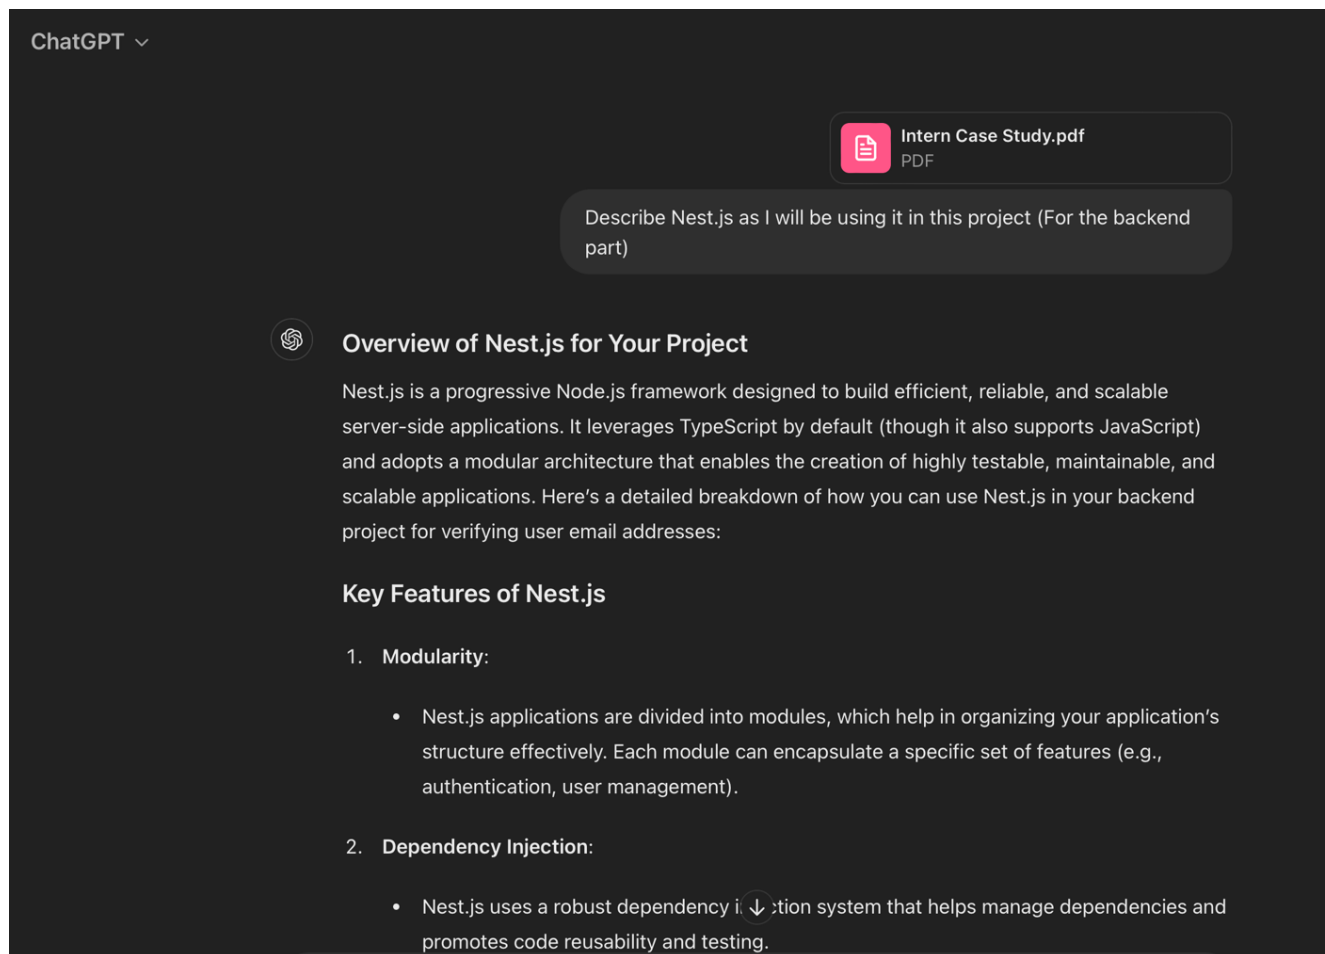 ChatGPT
Intern Case Study.pdf
PDF
Describe Nest.js as I will be using it in this project (For the backend
part)
Overview of Nest.js for Your Project
Nest.js is a progressive Node.js framework designed to build efficient, reliable, and scalable
server-side applications. It leverages TypeScript by default (though it also supports JavaScript)
and adopts a modular architecture that enables the creation of highly testable, maintainable, and
scalable applications. Here’s a detailed breakdown of how you can use Nest.js in your backend
project for verifying user email addresses:
Key Features of Nest.js
1. Modularity:
• Nest.js applications are divided into modules, which help in organizing your application’s
structure effectively. Each module can encapsulate a specific set of features (e.g.,
authentication, user management).
2. Dependency Injection:
• Nest.js uses a robust dependency injection system that helps manage dependencies and
promotes code reusability and testing.